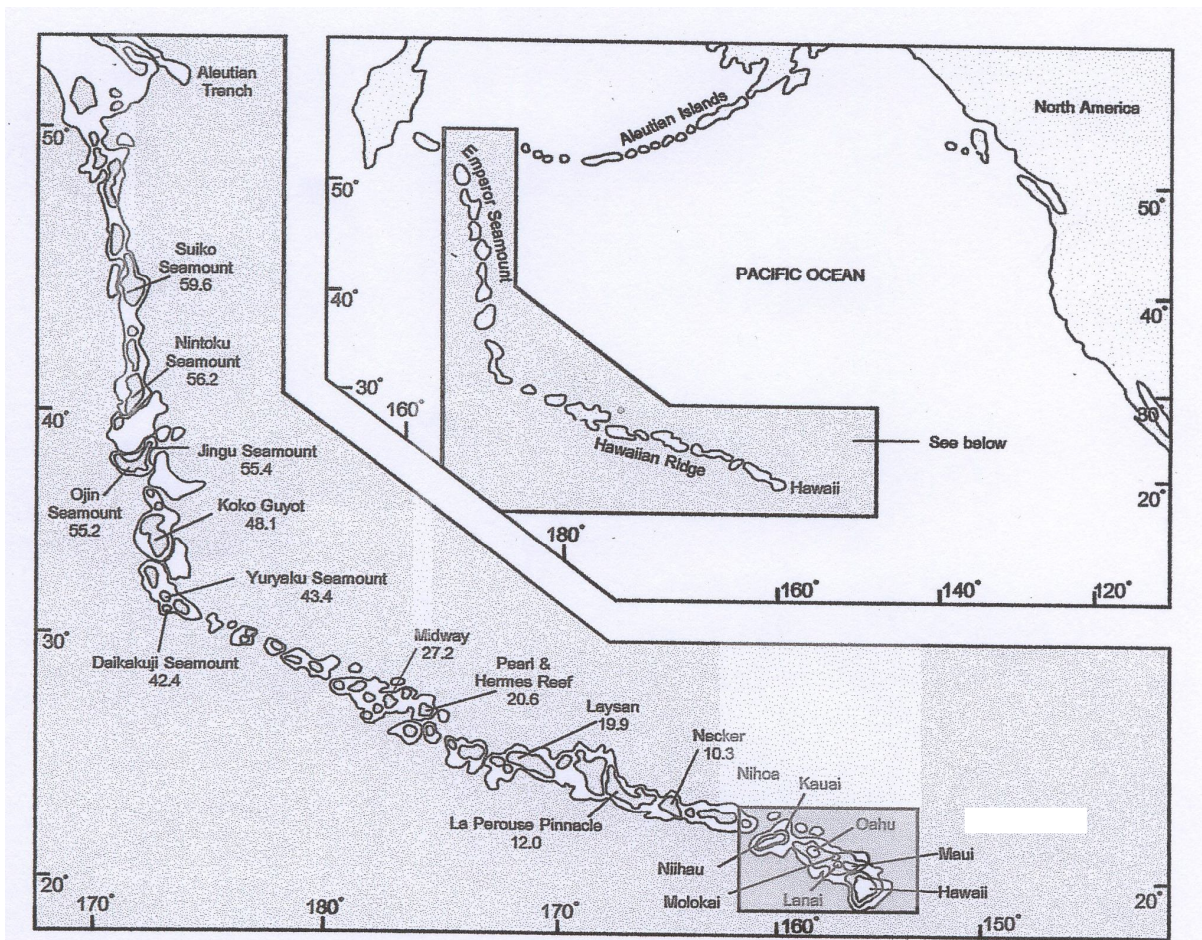 Aleutian
Trench
50°
Suiko
Seamount
59.6
Nintoku
Seamount
56.2
40°
Jingu Seamount
55.4
Ojin
Seamount
55.2
Koko Guyot
48.1
Yuryaku Seamount
43.4
30°
Daikakuji Seamount
42.4
Midway
27.2
Pearl &
Hermes Reef
20.6
Laysan
19.9
Necker
10.3
La Perouse Pinnacle
12.0
Nihoa
Kauai
Oahu
Niihau
Maui
Molokai
Lanai
Hawaii
20°
20°
170°
180°
170°
160°
150°
Aleutian Islands
North America
Emperor Seamount
50°
50°
PACIFIC OCEAN
40°
40°
30°
30°
160°
See below
Hawaiian Ridge
Hawaii
20°
180°
160°
140°
120°